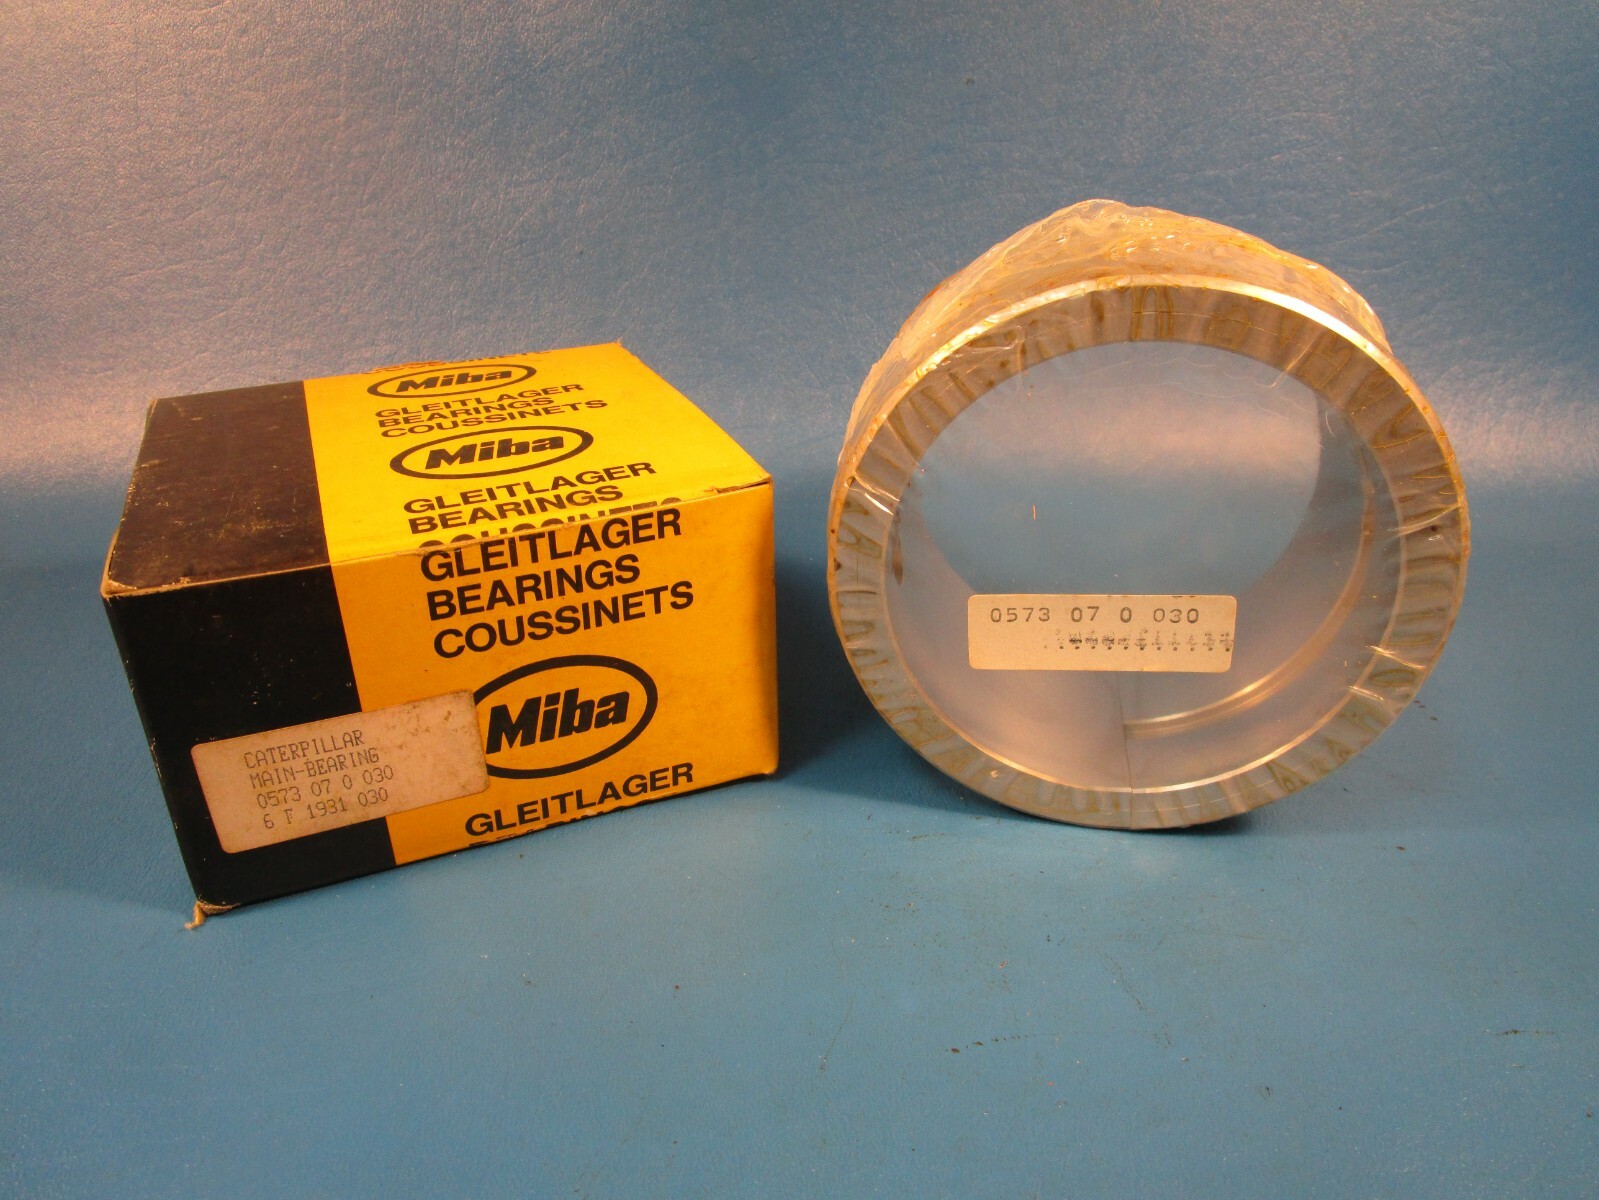 Miba
GLEITLAGER
BEARINGS
COUSSINETS
Miba
GLEITLAGER
BEARINGS
COUSSINETS
GLEITLAGER
BEARINGS
COUSSINETS
Miba
GLEITLAGER
CATERPILLAR
MAIN-BEARING
0573 07 0 030
6 F 1931 030
0573 07 0 030